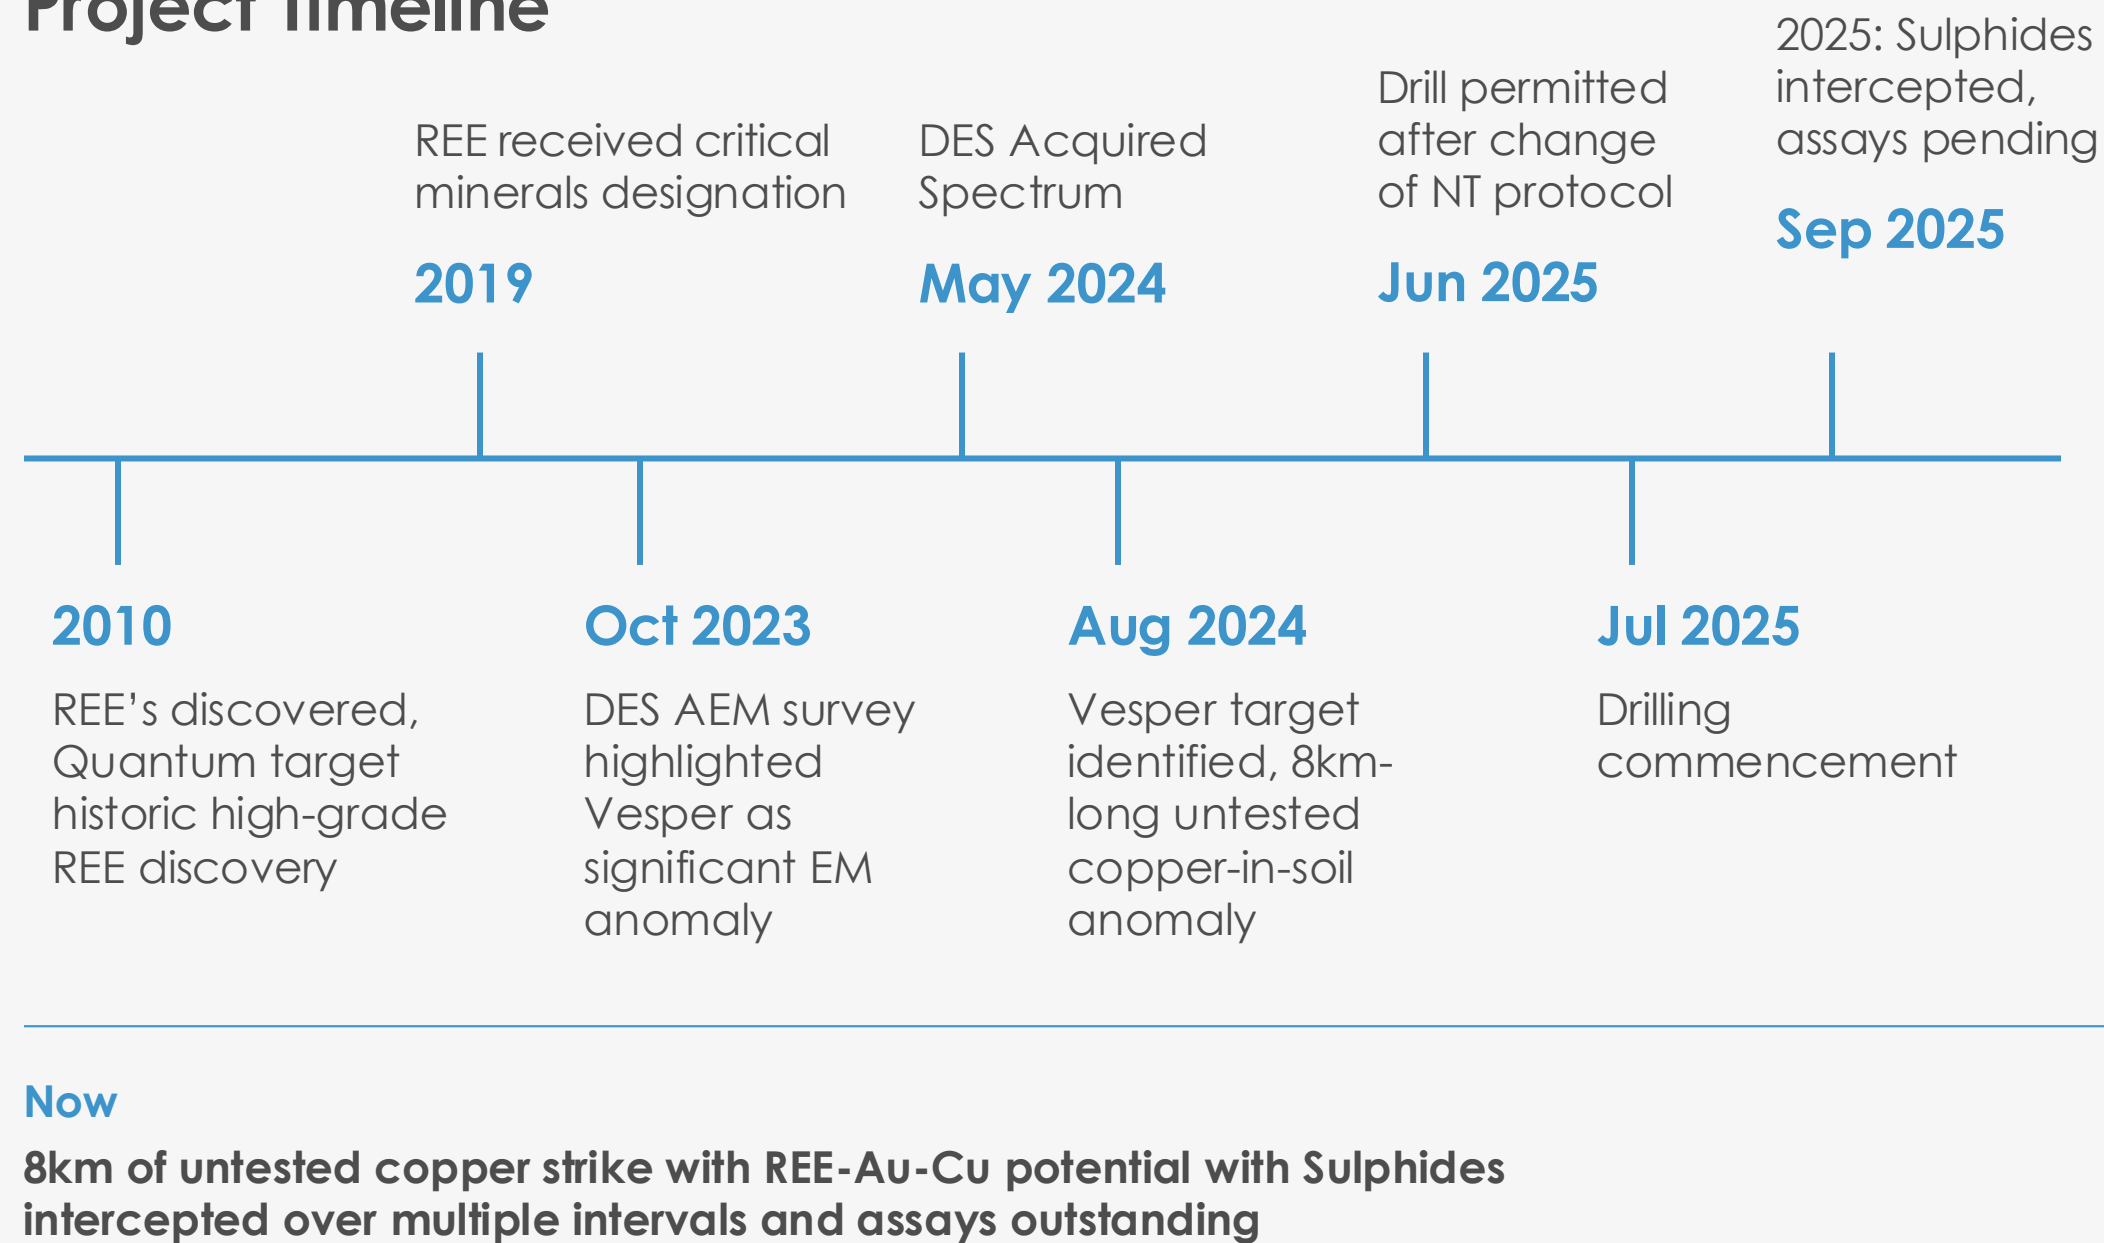 Project Timeline
2025: Sulphides
intercepted,
assays pending
Sep 2025
Drill permitted
after change
of NT protocol
Jun 2025
DES Acquired
Spectrum
May 2024
REE received critical
minerals designation
2019
2010
REE’s discovered,
Quantum target
historic high-grade
REE discovery
Oct 2023
DES AEM survey
highlighted
Vesper as
significant EM
anomaly
Aug 2024
Vesper target
identified, 8km-
long untested
copper-in-soil
anomaly
Jul 2025
Drilling
commencement
Now
8km of untested copper strike with REE-Au-Cu potential with Sulphides
intercepted over multiple intervals and assays outstanding